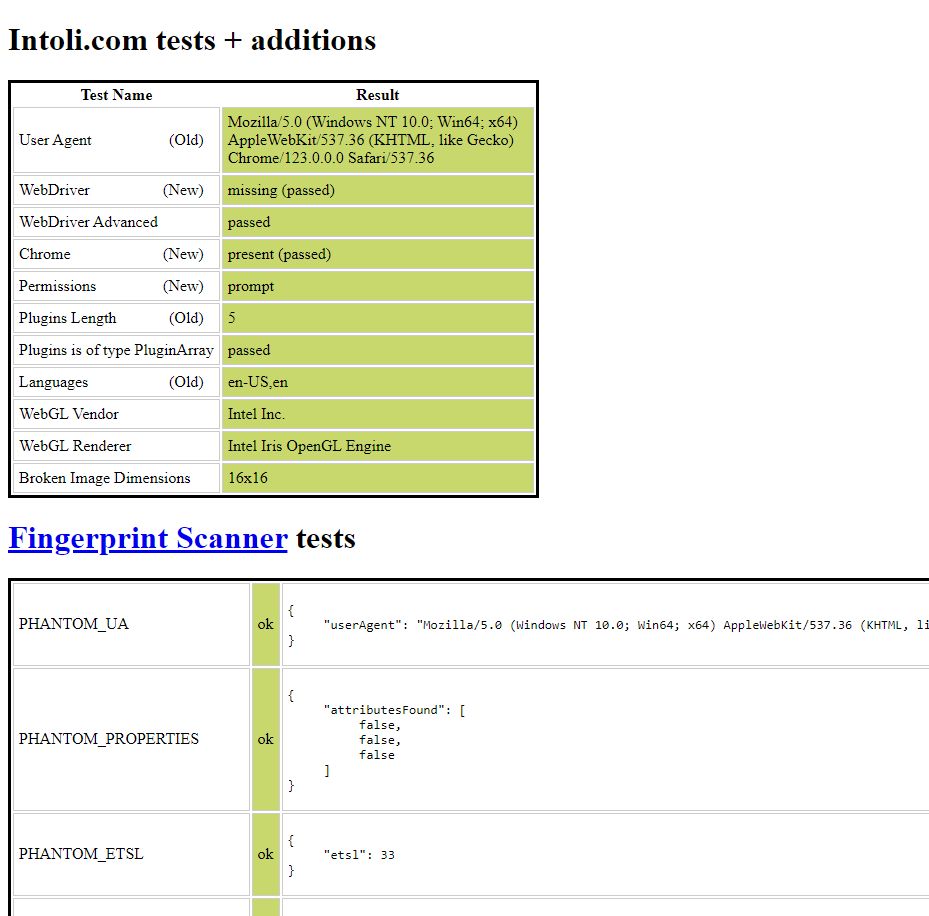 Intoli.com tests + additions
Test Name Result
User Agent (Old) Mozilla/5.0 (Windows NT 10.0; Win64; x64)
AppleWebKit/537.36 (KHTML, like Gecko)
Chrome/123.0.0.0 Safari/537.36
WebDriver (New) missing (passed)
WebDriver Advanced passed
Chrome (New) present (passed)
Permissions (New) prompt
Plugins Length (Old) 5
Plugins is of type PluginArray passed
Languages (Old) en-US,en
WebGL Vendor Intel Inc.
WebGL Renderer Intel Iris OpenGL Engine
Broken Image Dimensions 16x16
Fingerprint Scanner tests
PHANTOM_UA ok {
"userAgent": "Mozilla/5.0 (Windows NT 10.0; Win64; x64) AppleWebKit/537.36 (KHTML, li
}
PHANTOM_PROPERTIES ok {
"attributesFound": [
false,
false,
false
]
}
PHANTOM_ETSL ok {
"etsl": 33
}